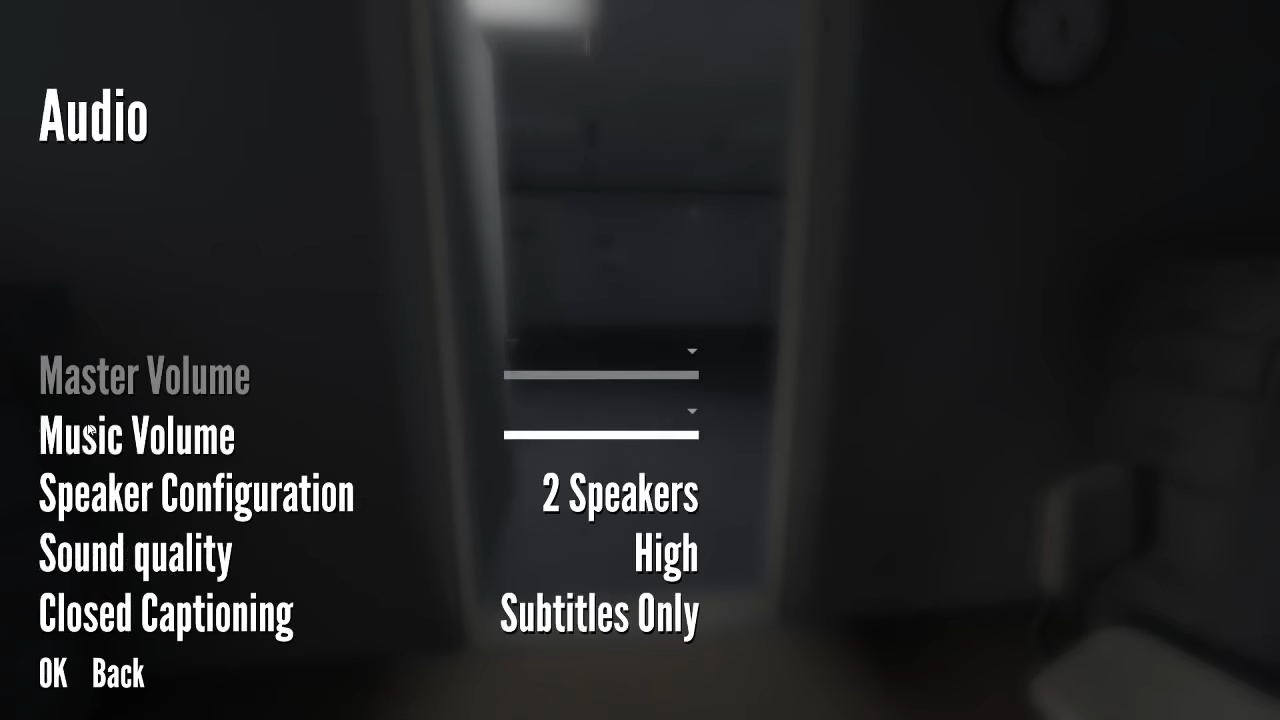 Audio
Master Volume
Music Volume
Speaker Configuration 2 Speakers
Sound quality High
Closed Captioning Subtitles Only
OK Back